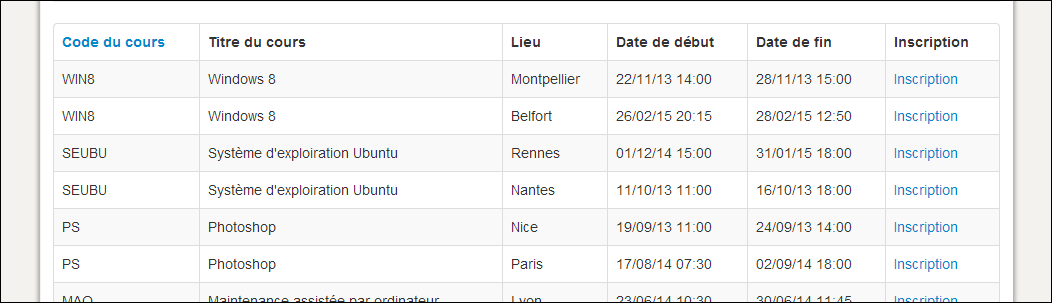 Code du cours Titre du cours Lieu Date de début Date de fin Inscription
WIN8 Windows 8 Montpellier 22/11/13 14:00 28/11/13 15:00 Inscription
WIN8 Windows 8 Belfort 26/02/15 20:15 28/02/15 12:50 Inscription
SEUBU Système d'exploiration Ubuntu Rennes 01/12/14 15:00 31/01/15 18:00 Inscription
SEUBU Système d'exploiration Ubuntu Nantes 11/10/13 11:00 16/10/13 18:00 Inscription
PS Photoshop Nice 19/09/13 11:00 24/09/13 14:00 Inscription
PS Photoshop Paris 17/08/14 07:30 02/09/14 18:00 Inscription
MAO Maintenance assistée par ordinateur Lyon 23/06/14 10:30 30/06/14 11:45 Inscription